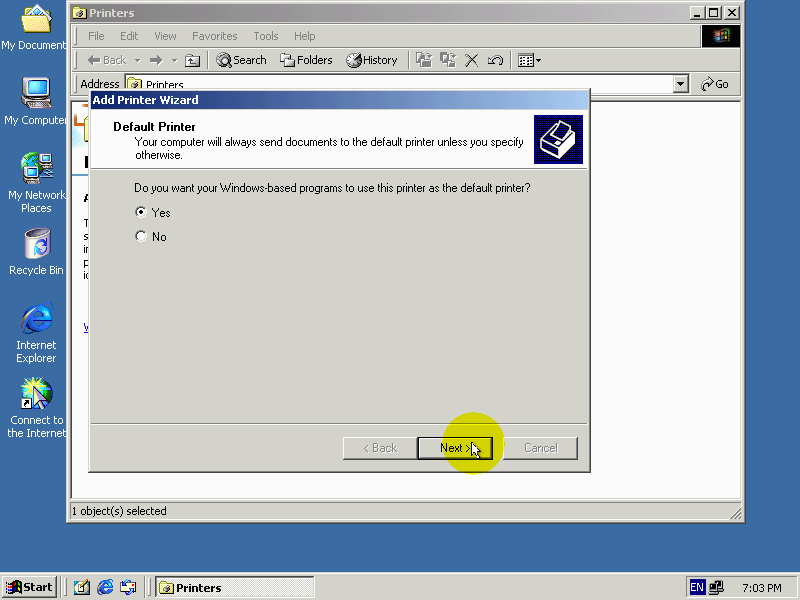 Printers
File Edit View Favorites Tools Help
Back Search Folders History
Address Printers Go
Add Printer Wizard
Default Printer
Your computer will always send documents to the default printer unless you specify
otherwise.
Do you want your Windows-based programs to use this printer as the default printer?
Yes
No
< Back Next > Cancel
1 object(s) selected
My Document
My Computer
My Network
Places
Recycle Bin
Internet
Explorer
Connect to
the Internet
Start Printers EN 7:03 PM